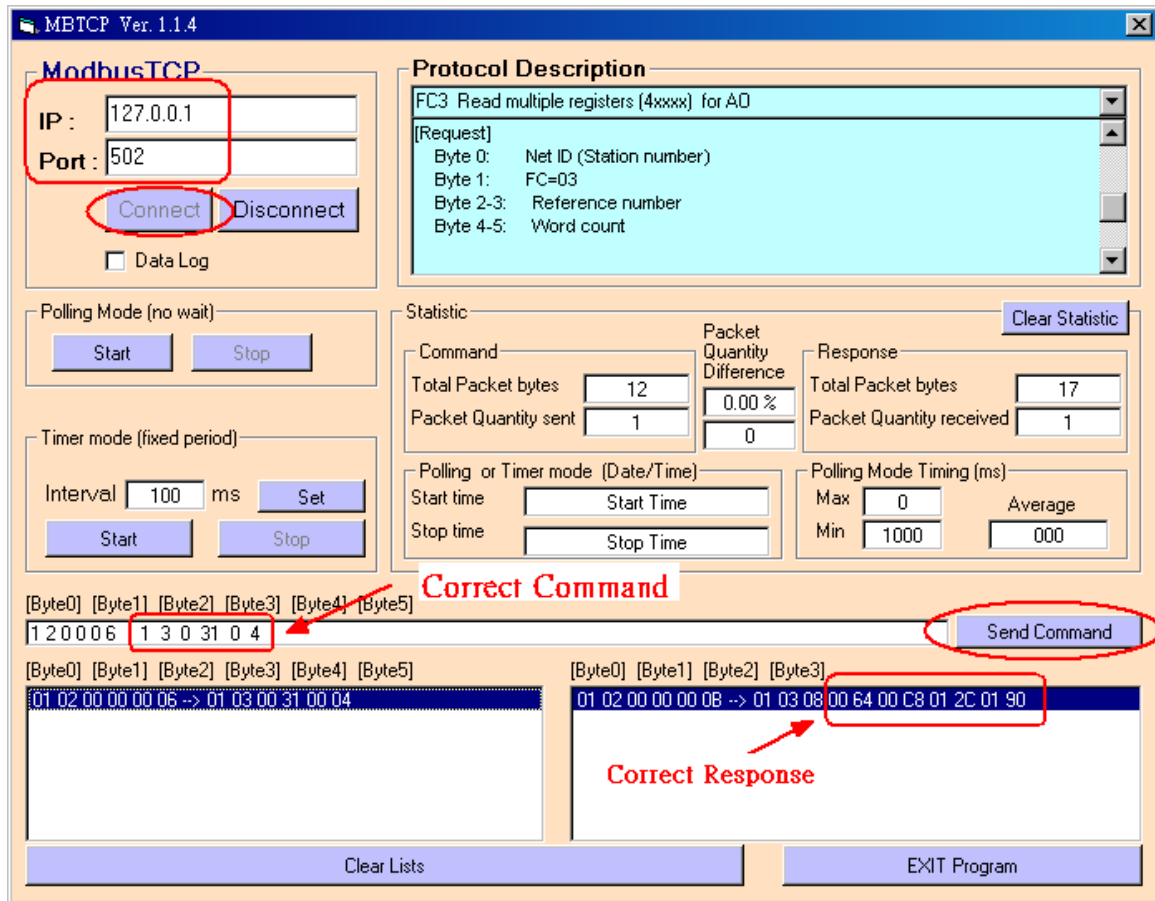 MBTCP Ver. 1.1.4
ModbusTCP
IP : 127.0.0.1
Port : 502
Connect Disconnect
Data Log
Protocol Description
FC3 Read multiple registers (4xxxx) for AO
[Request]
Byte 0: Net ID (Station number)
Byte 1: FC=03
Byte 2-3: Reference number
Byte 4-5: Word count
Polling Mode (no wait)
Start Stop
Timer mode (fixed period)
Interval 100 ms Set
Start Stop
Statistic
Clear Statistic
Command
Total Packet bytes 12
Packet Quantity sent 1
Packet
Quantity
Difference
0.00 %
0
Response
Total Packet bytes 17
Packet Quantity received 1
Polling or Timer mode (Date/Time)
Start time Start Time
Stop time Stop Time
Polling Mode Timing (ms)
Max 0 Average
Min 1000 000
Correct Command
[Byte0] [Byte1] [Byte2] [Byte3] [Byte4] [Byte5]
1 2 0 0 0 6 1 3 0 31 0 4
Send Command
[Byte0] [Byte1] [Byte2] [Byte3] [Byte4] [Byte5]
01 02 00 00 00 06 --> 01 03 00 31 00 04
[Byte0] [Byte1] [Byte2] [Byte3]
01 02 00 00 00 0B --> 01 03 08 00 64 00 C8 01 2C 01 90
Correct Response
Clear Lists
EXIT Program